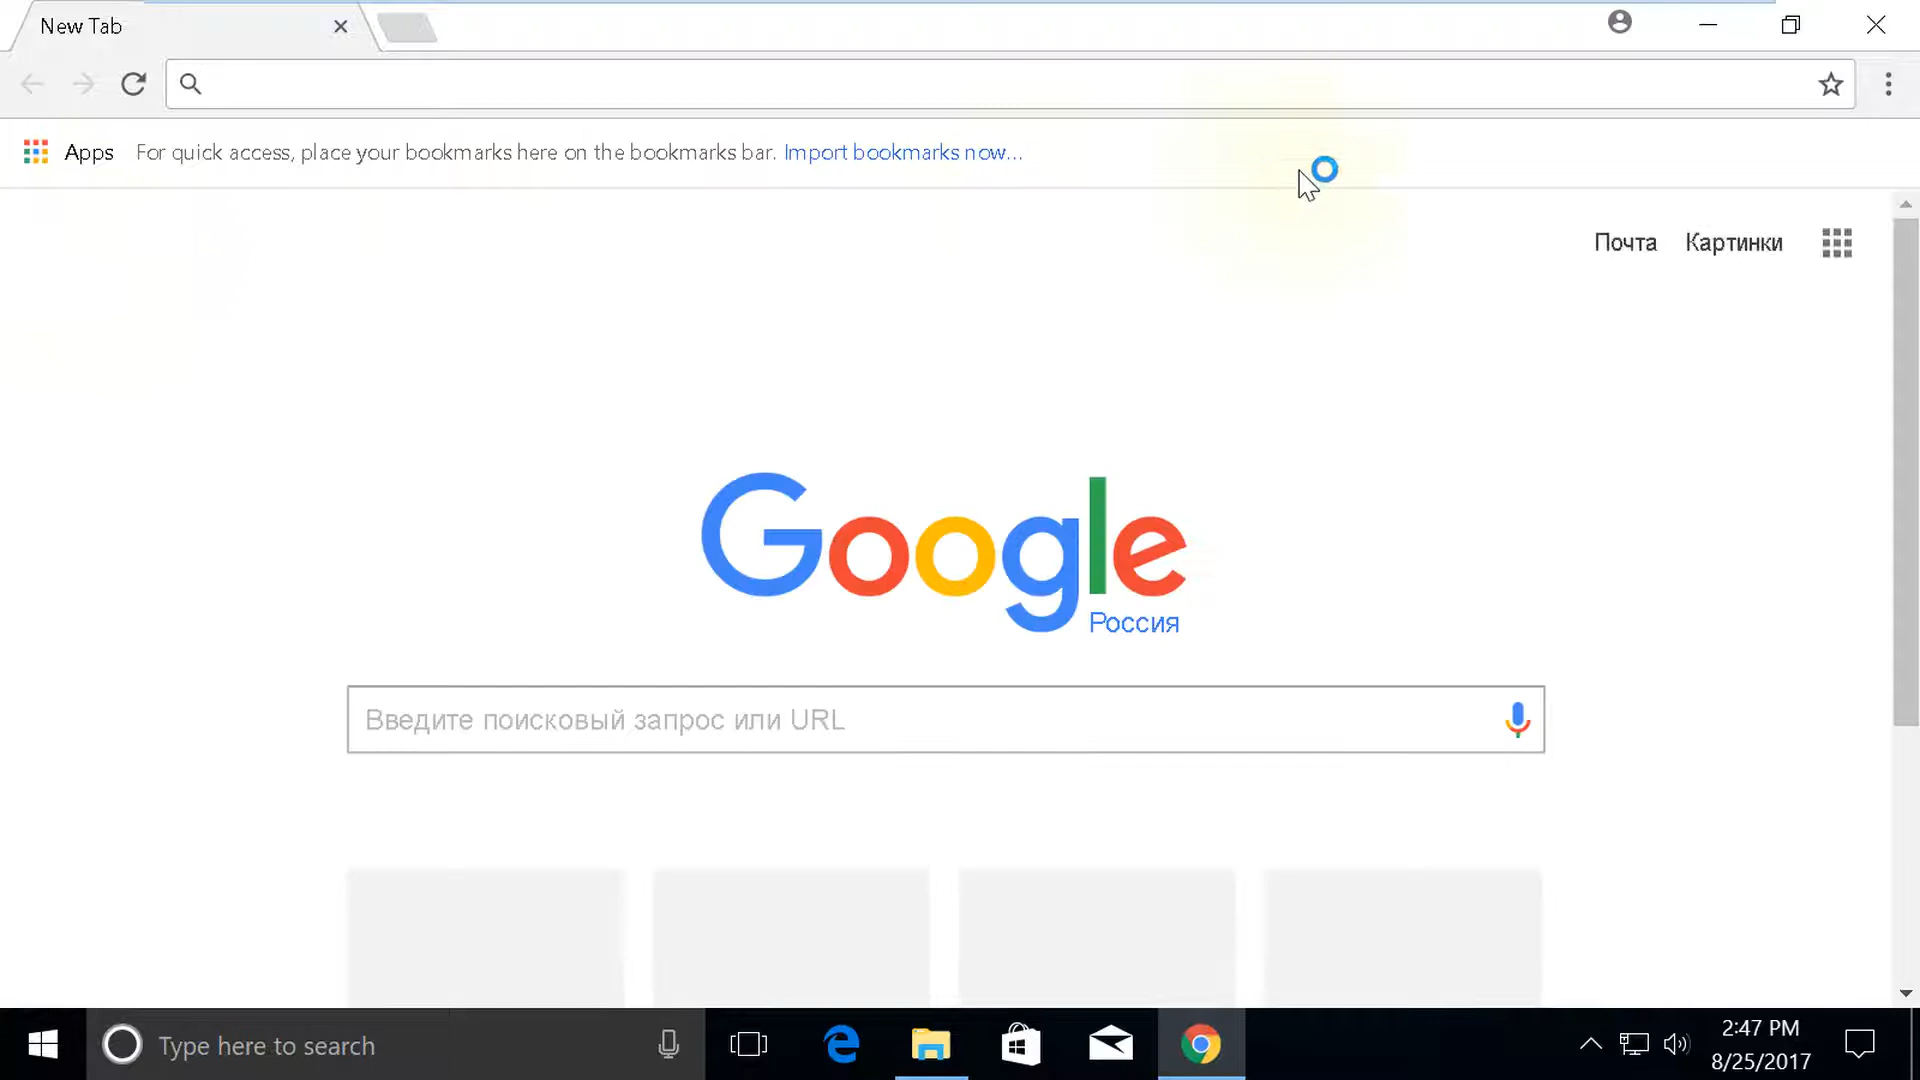 New Tab
Apps For quick access, place your bookmarks here on the bookmarks bar. Import bookmarks now...
Почта Картинки
Google
Россия
Введите поисковый запрос или URL
Type here to search
2:47 PM
8/25/2017